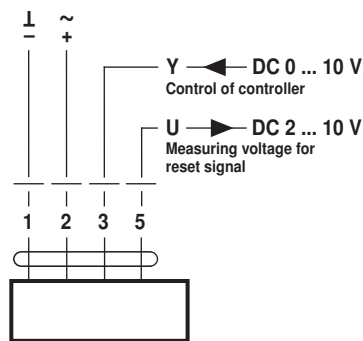 ⊥ ~
− +
Y DC 0 ... 10 V
Control of controller
U DC 2 ... 10 V
Measuring voltage for
reset signal
1 2 3 5